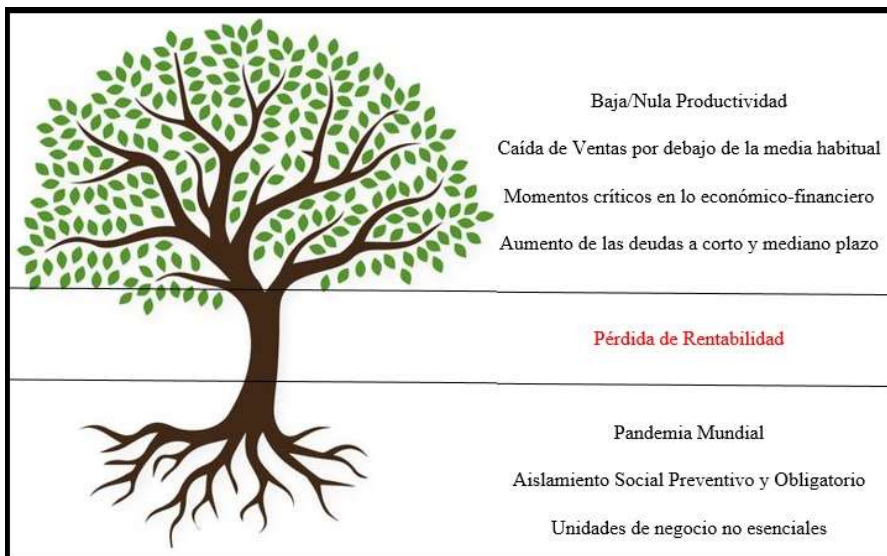 Baja/Nula Productividad
Caída de Ventas por debajo de la media habitual
Momentos críticos en lo económico-financiero
Aumento de las deudas a corto y mediano plazo
Pérdida de Rentabilidad
Pandemia Mundial
Aislamiento Social Preventivo y Obligatorio
Unidades de negocio no esenciales